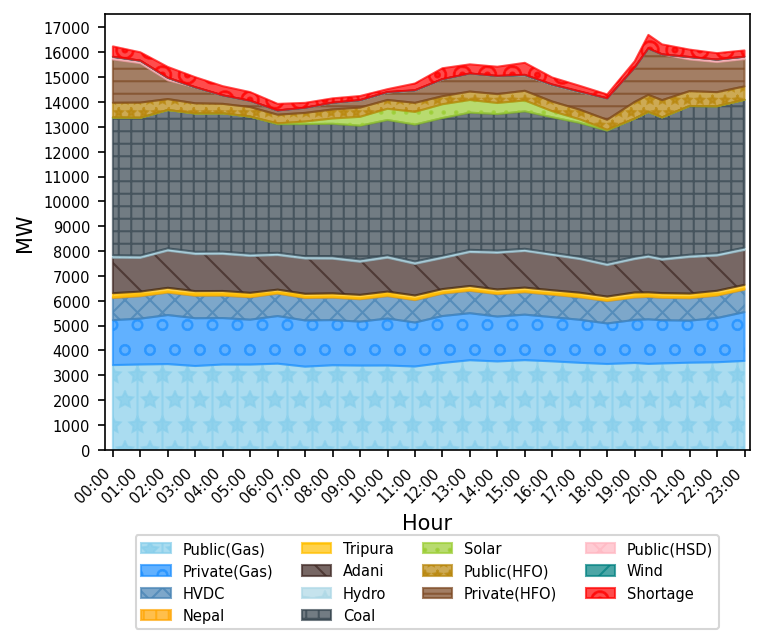 17000
16000
15000
14000
13000
12000
11000
10000
9000
8000
7000
6000
5000
4000
3000
2000
1000
0
MW
00:00 01:00 02:00 03:00 04:00 05:00 06:00 07:00 08:00 09:00 10:00 11:00 12:00 13:00 14:00 15:00 16:00 17:00 18:00 19:00 20:00 21:00 22:00 23:00
Hour
Public(Gas) Tripura Solar Public(HSD)
Private(Gas) Adani Public(HFO) Wind
HVDC Hydro Private(HFO) Shortage
Nepal Coal